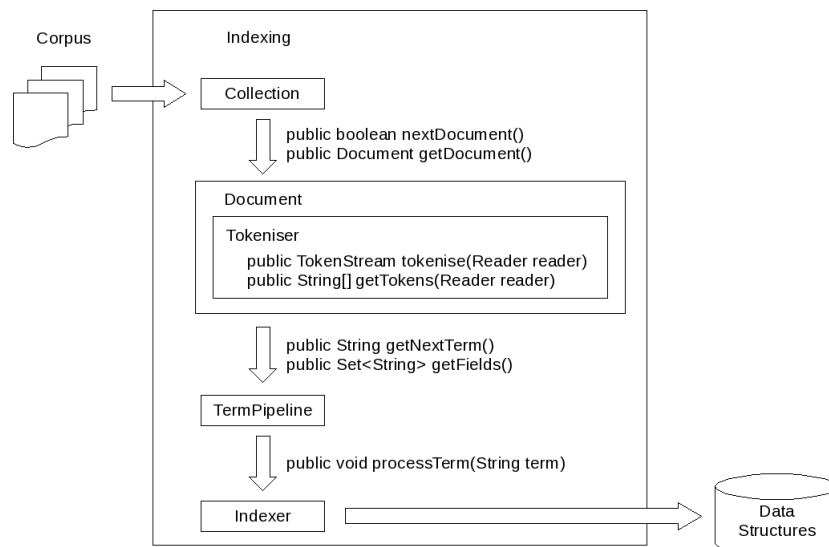 Corpus
Indexing
Collection
public boolean nextDocument()
public Document getDocument()
Document
Tokeniser
public TokenStream tokenise(Reader reader)
public String[] getTokens(Reader reader)
public String getNextTerm()
public Set<String> getFields()
TermPipeline
public void processTerm(String term)
Indexer
Data
Structures